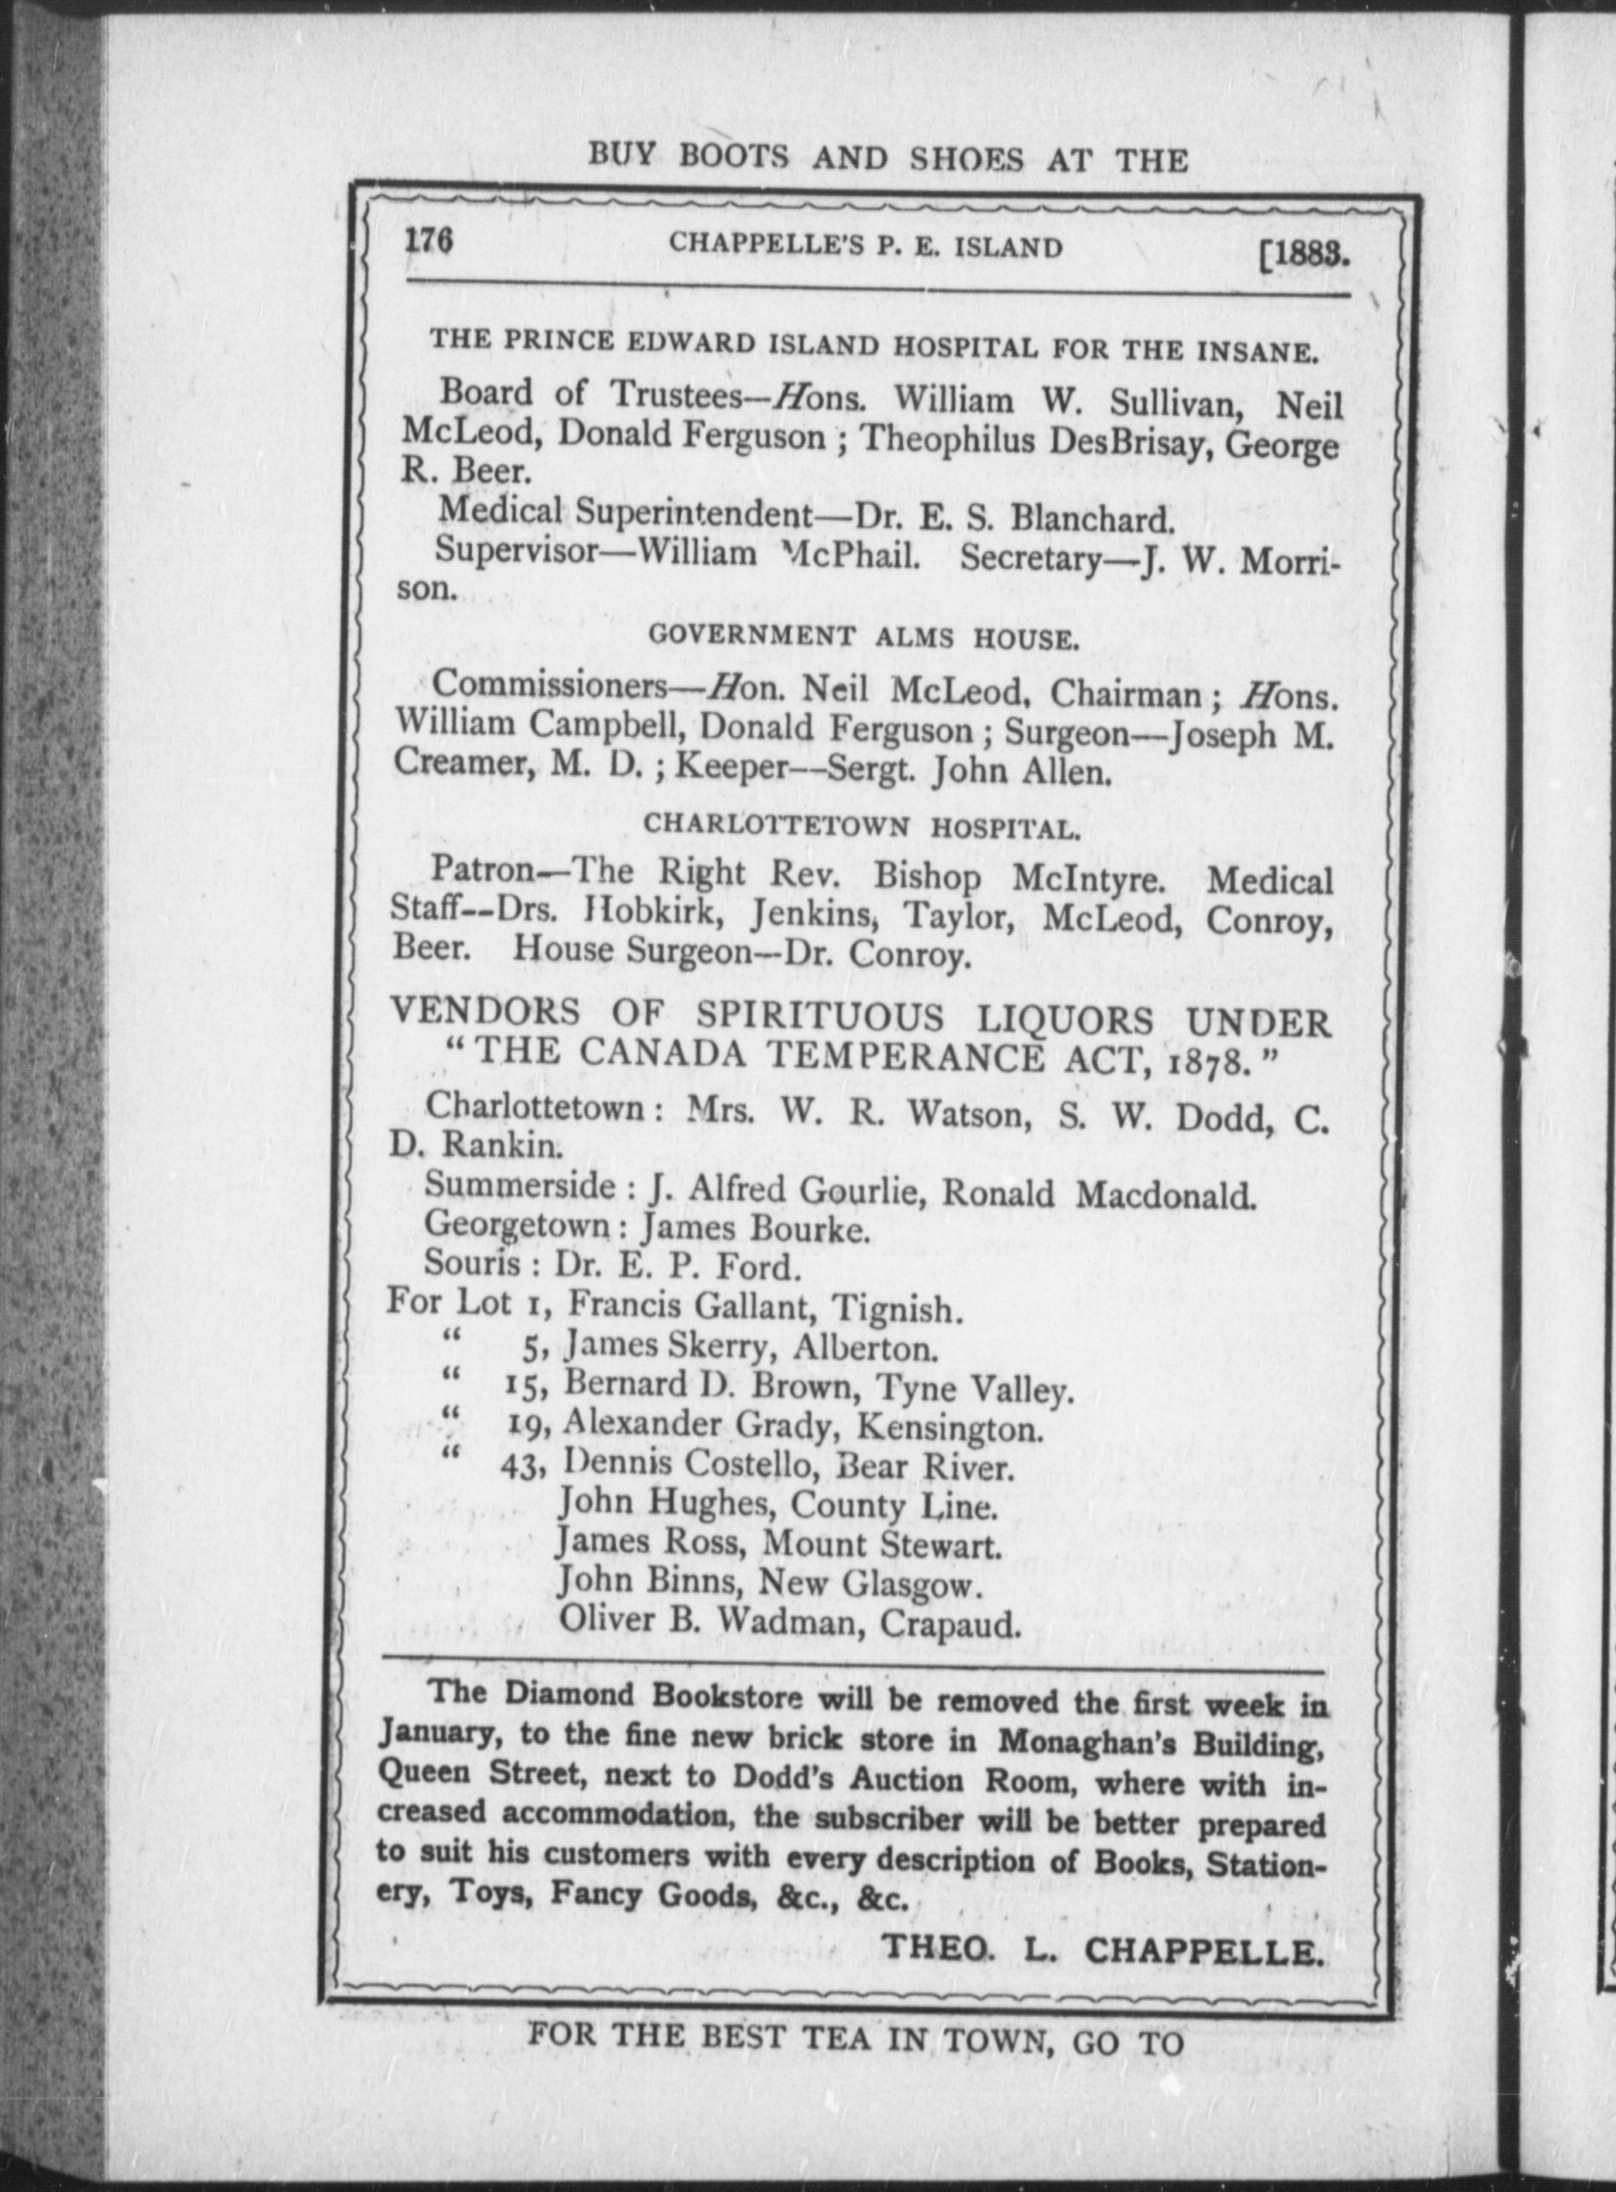 BUY BOOTS AND SHOES AT THE
176 CHAPPELLE'S P. E. ISLAND [1883.
THE PRINCE EDWARD ISLAND HOSPITAL FOR THE INSANE.
Board of Trustees—Hons. William W. Sullivan, Neil
McLeod, Donald Ferguson ; Theophilus DesBrisay, George
R. Beer.
Medical Superintendent—Dr. E. S. Blanchard.
Supervisor—William McPhail. Secretary—J. W. Morri-
son.
GOVERNMENT ALMS HOUSE.
Commissioners—Hon. Neil McLeod, Chairman ; Hons.
William Campbell, Donald Ferguson ; Surgeon—Joseph M.
Creamer, M. D. ; Keeper—Sergt. John Allen.
CHARLOTTETOWN HOSPITAL.
Patron—The Right Rev. Bishop McIntyre. Medical
Staff--Drs. Hobkirk, Jenkins, Taylor, McLeod, Conroy,
Beer. House Surgeon—Dr. Conroy.
VENDORS OF SPIRITUOUS LIQUORS UNDER
"THE CANADA TEMPERANCE ACT, 1878."
Charlottetown : Mrs. W. R. Watson, S. W. Dodd, C.
D. Rankin.
Summerside : J. Alfred Gourlie, Ronald Macdonald.
Georgetown : James Bourke.
Souris : Dr. E. P. Ford.
For Lot 1, Francis Gallant, Tignish.
" 5, James Skerry, Alberton.
" 15, Bernard D. Brown, Tyne Valley.
" 19, Alexander Grady, Kensington.
" 43, Dennis Costello, Bear River.
John Hughes, County Line.
James Ross, Mount Stewart.
John Binns, New Glasgow.
Oliver B. Wadman, Crapaud.
The Diamond Bookstore will be removed the first week in
January, to the fine new brick store in Monaghan's Building,
Queen Street, next to Dodd's Auction Room, where with in-
creased accommodation, the subscriber will be better prepared
to suit his customers with every description of Books, Station-
ery, Toys, Fancy Goods, &c., &c.
THEO. L. CHAPPELLE.
FOR THE BEST TEA IN TOWN, GO TO